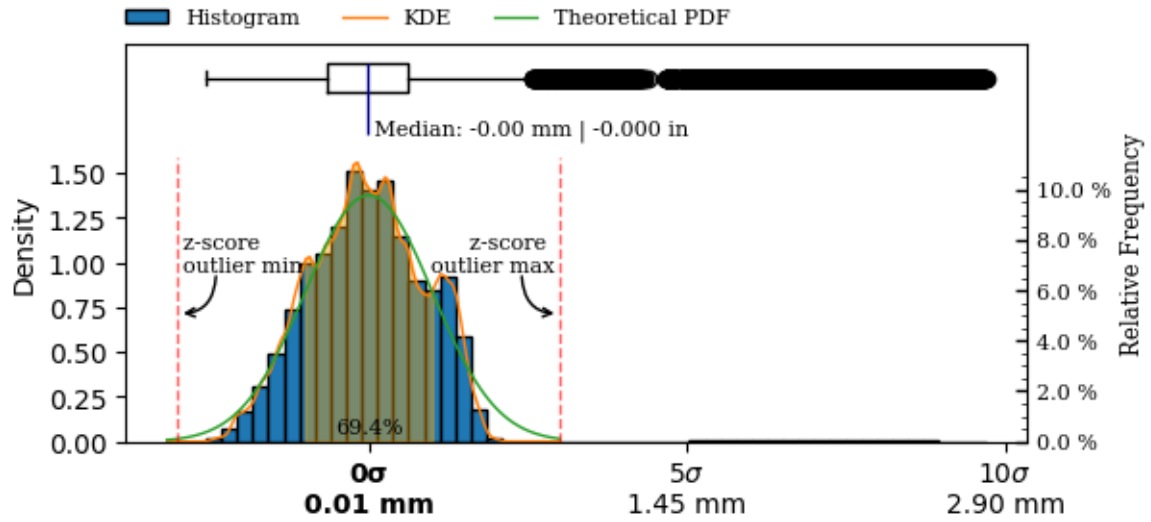 Histogram KDE Theoretical PDF
Median: -0.00 mm | -0.000 in
Density
1.50
1.25
1.00
0.75
0.50
0.25
0.00
z-score
outlier min
z-score
outlier max
69.4%
10.0 %
8.0 %
6.0 %
4.0 %
2.0 %
0.0 %
Relative Frequency
0σ 5σ 10σ
0.01 mm 1.45 mm 2.90 mm